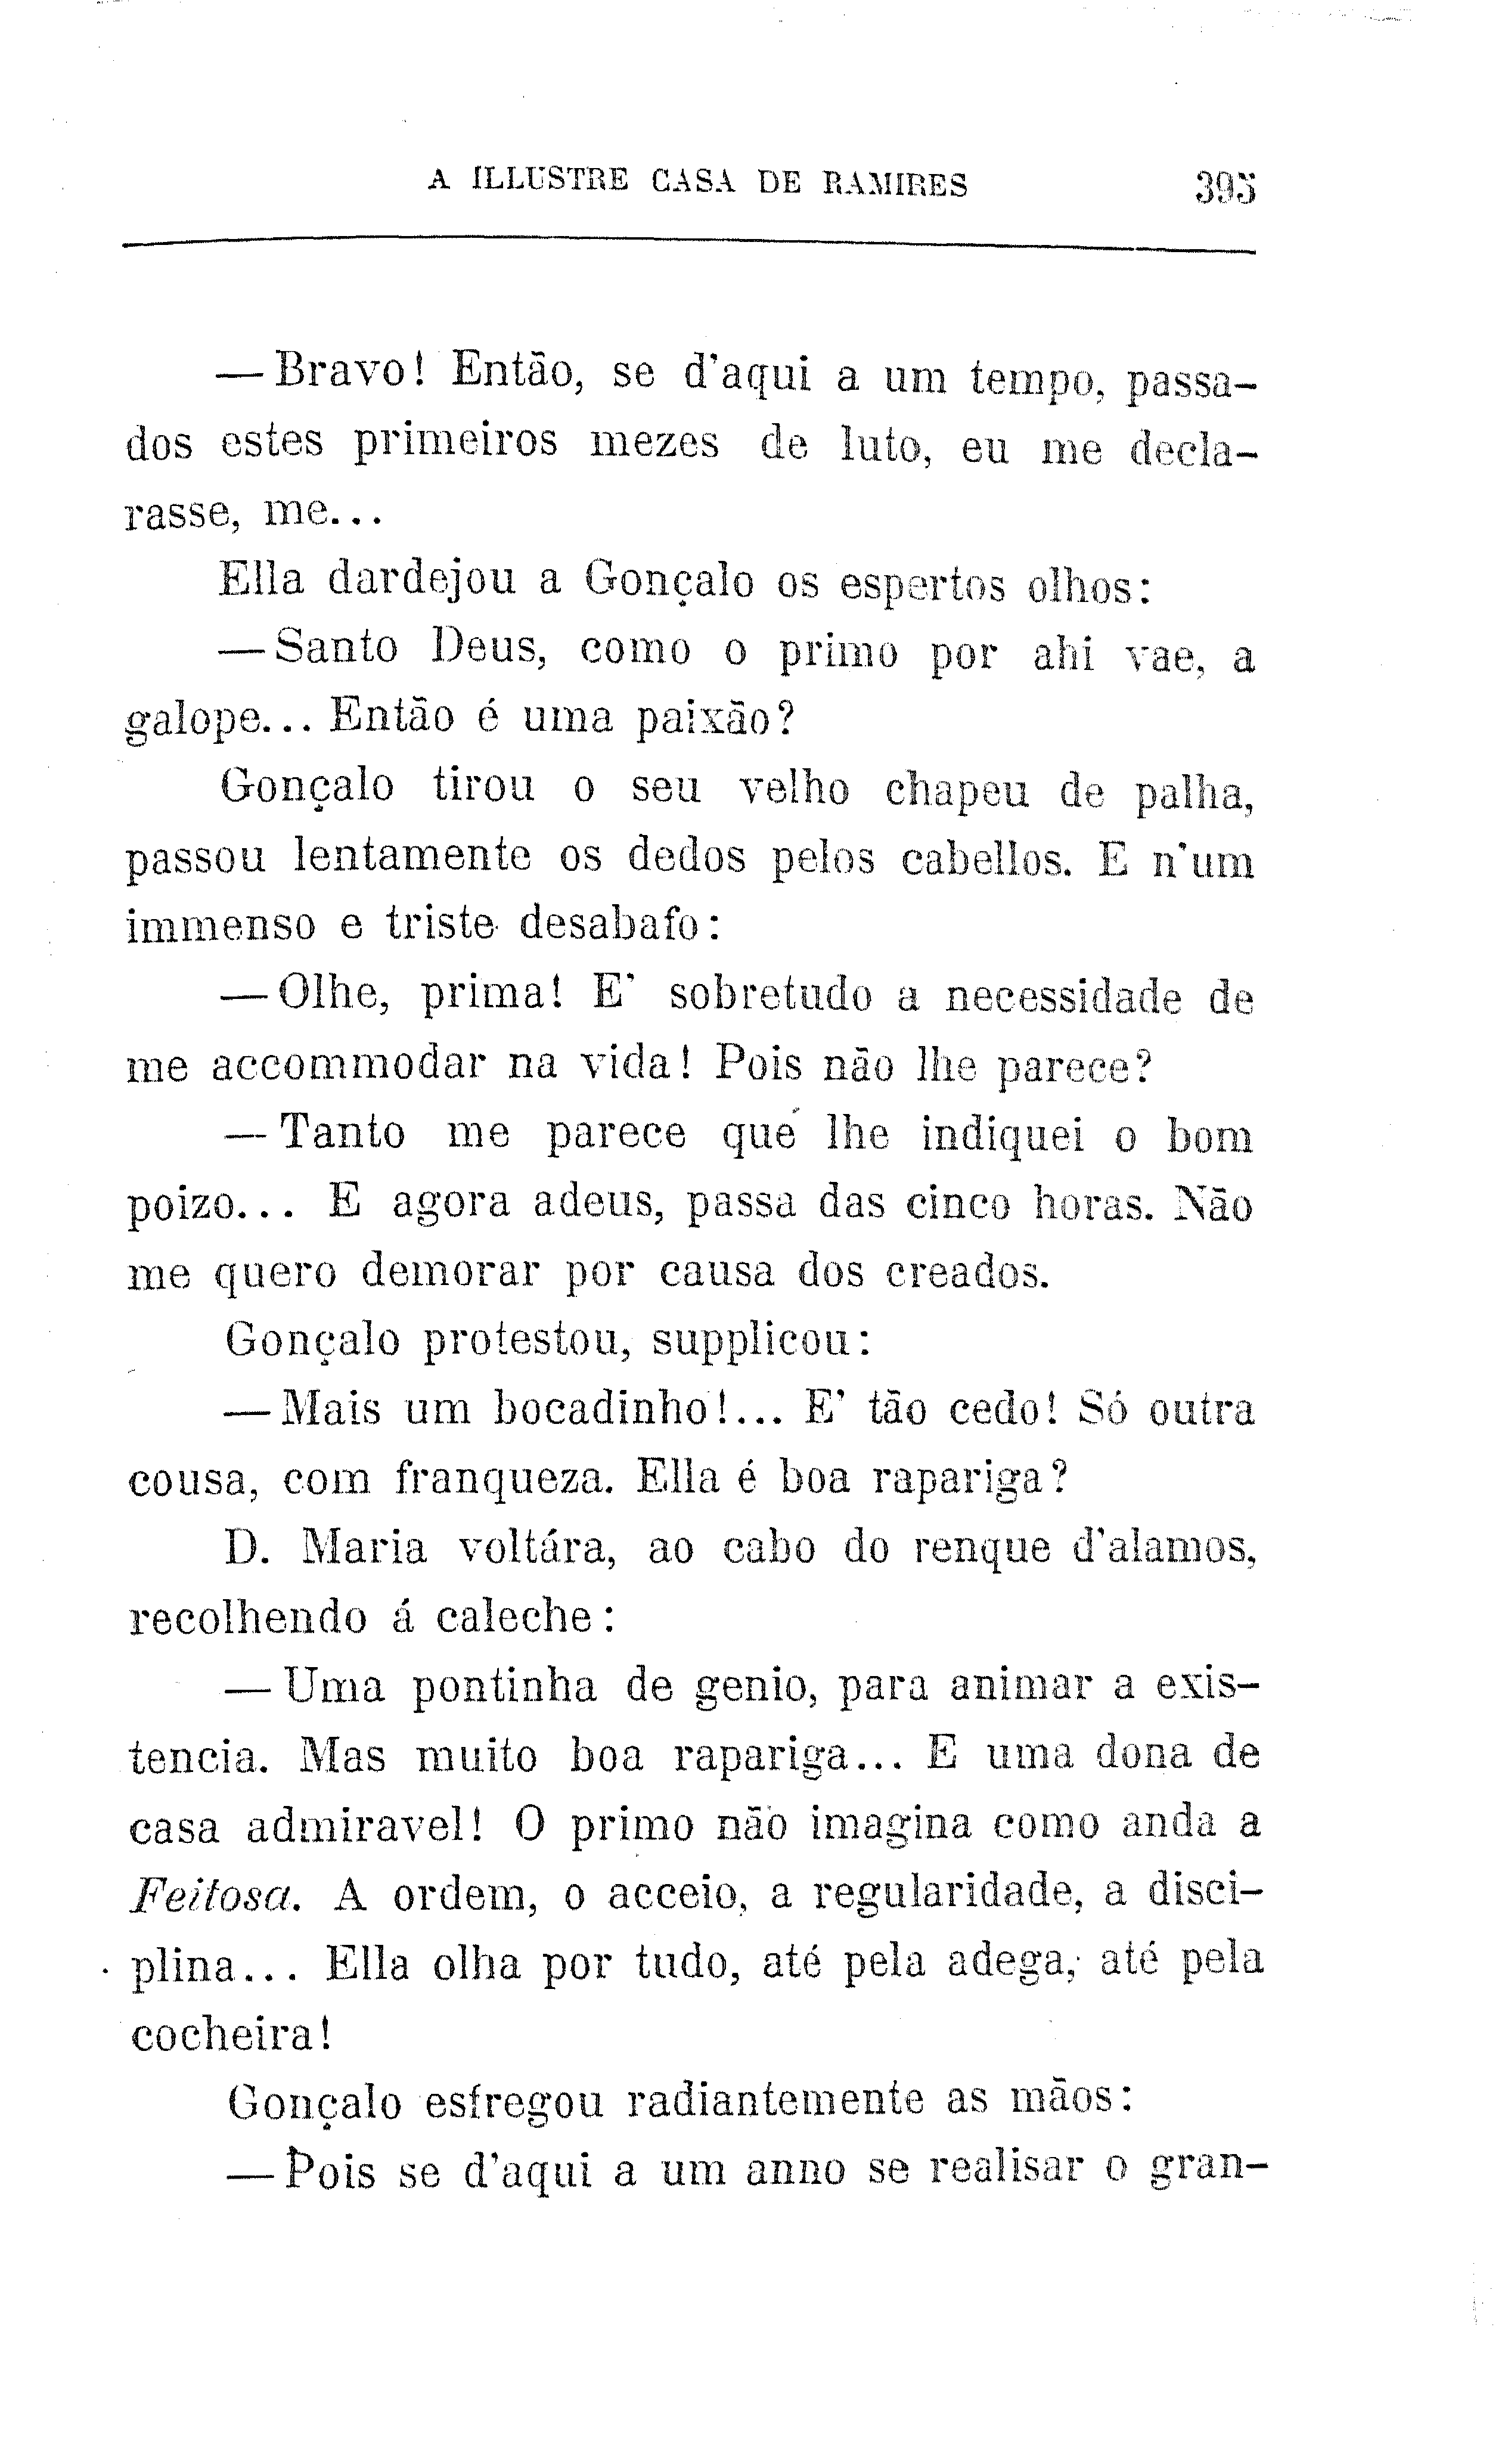 A ILLUSTRE CASA DE RAMIRES 395
—Bravo! Então, se d'aqui a um tempo, passa-
dos estes primeiros mezes de luto, eu me decla-
rasse, me...
Ella dardejou a Gonçalo os espertos olhos:
—Santo Deus, como o primo por ahi vae, a
galope... Então é uma paixão?
Gonçalo tirou o seu velho chapeu de palha,
passou lentamente os dedos pelos cabellos. E n'um
immenso e triste desabafo:
—Olhe, prima! E' sobretudo a necessidade de
me accommodar na vida! Pois não lhe parece?
—Tanto me parece que lhe indiquei o bom
poizo... E agora adeus, passa das cinco horas. Não
me quero demorar por causa dos creados.
Gonçalo protestou, supplicou:
—Mais um bocadinho!... E' tão cedo! Só outra
cousa, com franqueza. Ella é boa rapariga?
D. Maria voltára, ao cabo do renque d'alamos,
recolhendo á caleche:
—Uma pontinha de genio, para animar a exis-
tencia. Mas muito boa rapariga... E uma dona de
casa admiravel! O primo não imagina como anda a
Feitosa. A ordem, o acceio, a regularidade, a disci-
plina... Ella olha por tudo, até pela adega, até pela
cocheira!
Gonçalo esfregou radiantemente as mãos:
—Pois se d'aqui a um anno se realisar o gran-